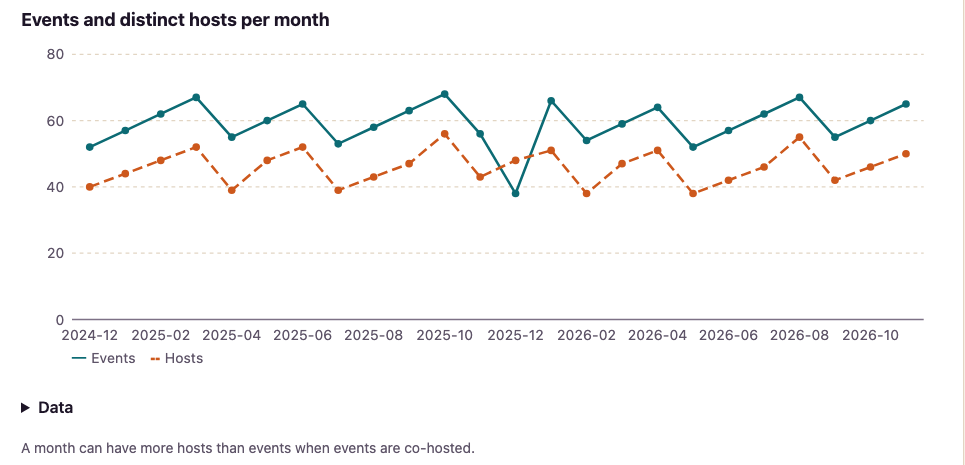 Events and distinct hosts per month
80
60
40
20
0
2024-12 2025-02 2025-04 2025-06 2025-08 2025-10 2025-12 2026-02 2026-04 2026-06 2026-08 2026-10
Events Hosts
Data
A month can have more hosts than events when events are co-hosted.